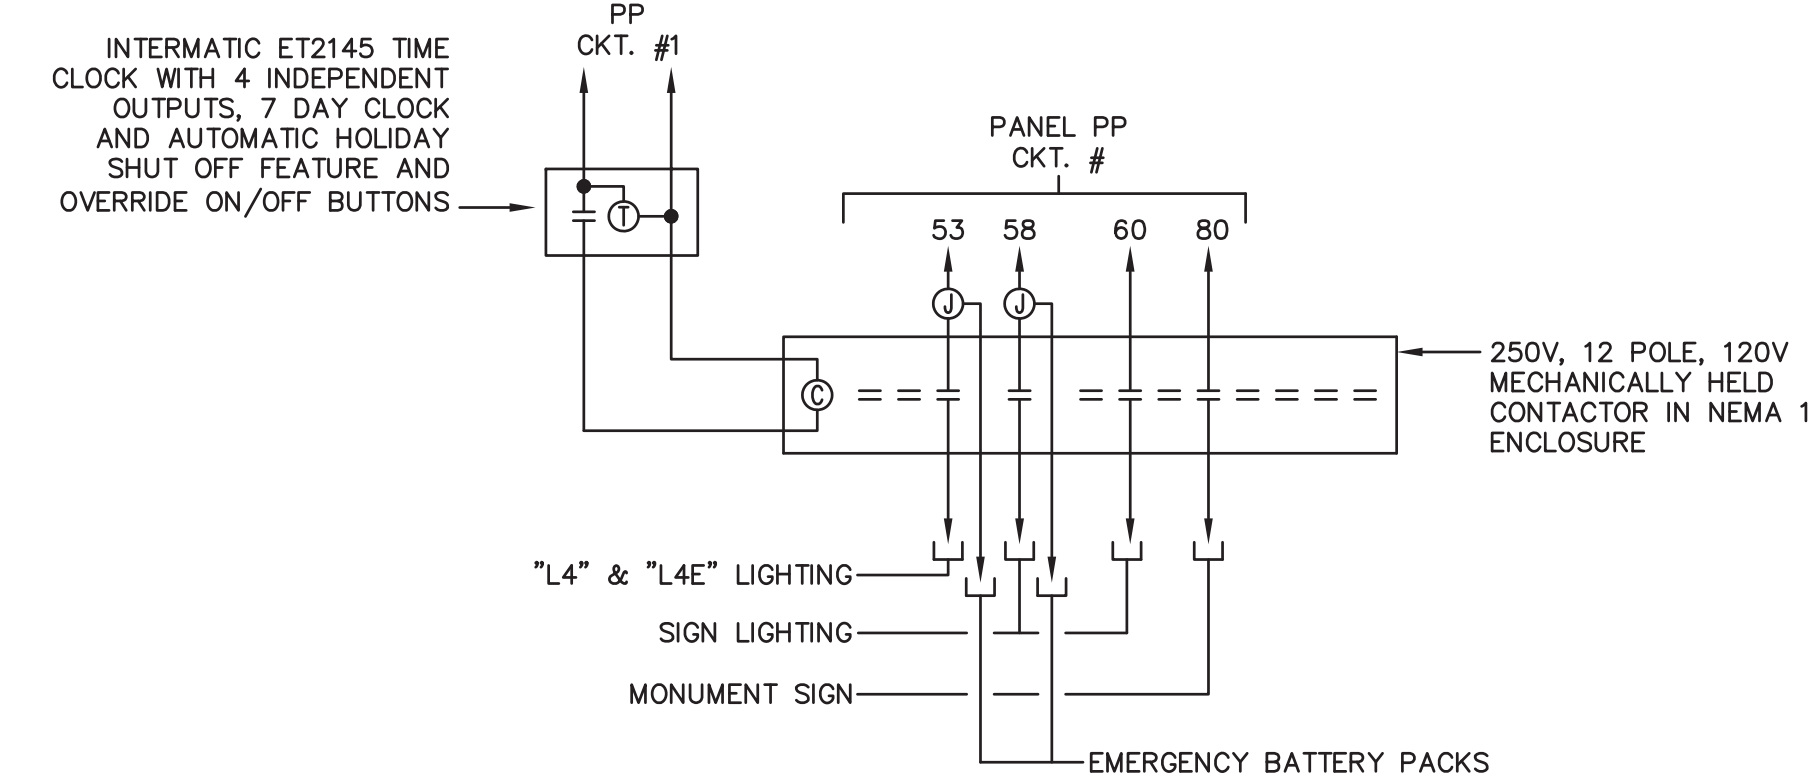 PP
CKT. #1
INTERMATIC ET2145 TIME
CLOCK WITH 4 INDEPENDENT
OUTPUTS, 7 DAY CLOCK
AND AUTOMATIC HOLIDAY
SHUT OFF FEATURE AND
OVERRIDE ON/OFF BUTTONS
T
PANEL PP
CKT. #
53 58 60 80
J J
C
250V, 12 POLE, 120V
MECHANICALLY HELD
CONTACTOR IN NEMA 1
ENCLOSURE
"L4" & "L4E" LIGHTING
SIGN LIGHTING
MONUMENT SIGN
EMERGENCY BATTERY PACKS